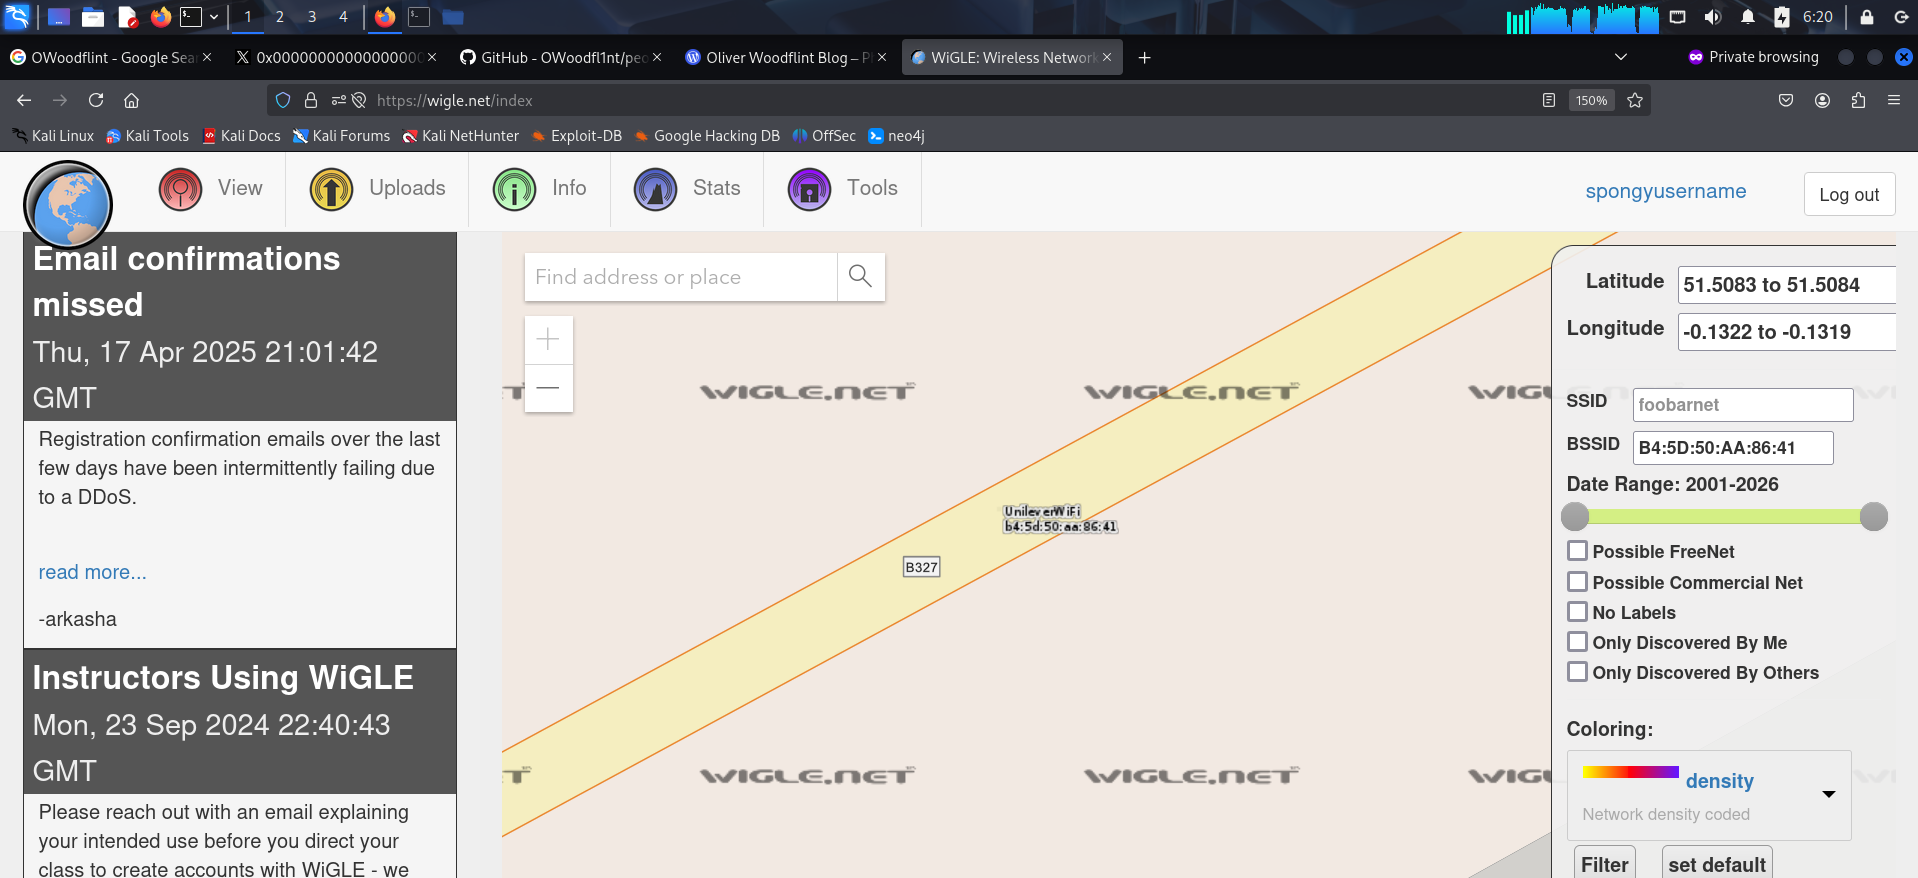 1 2 3 4
6:20
OWoodflint - Google Sear
0x0000000000000000
GitHub - OWoodfl1nt/peo
Oliver Woodflint Blog – P
WiGLE: Wireless Network
Private browsing
https://wigle.net/index
150%
Kali Linux
Kali Tools
Kali Docs
Kali Forums
Kali NetHunter
Exploit-DB
Google Hacking DB
OffSec
neo4j
View
Uploads
Info
Stats
Tools
spongyusername
Log out
Email confirmations
missed
Thu, 17 Apr 2025 21:01:42
GMT
Registration confirmation emails over the last
few days have been intermittently failing due
to a DDoS.
read more...
-arkasha
Instructors Using WiGLE
Mon, 23 Sep 2024 22:40:43
GMT
Please reach out with an email explaining
your intended use before you direct your
class to create accounts with WiGLE - we
Find address or place
WIGLE.NET
WIGLE.NET
WIGL
UnileverWiFi
b4:5d:50:aa:86:41
B327
WIGLE.NET
WIGLE.NET
WIGL
Latitude
51.5083 to 51.5084
Longitude
-0.1322 to -0.1319
SSID
foobarnet
BSSID
B4:5D:50:AA:86:41
Date Range: 2001-2026
Possible FreeNet
Possible Commercial Net
No Labels
Only Discovered By Me
Only Discovered By Others
Coloring:
density
Network density coded
Filter
set default